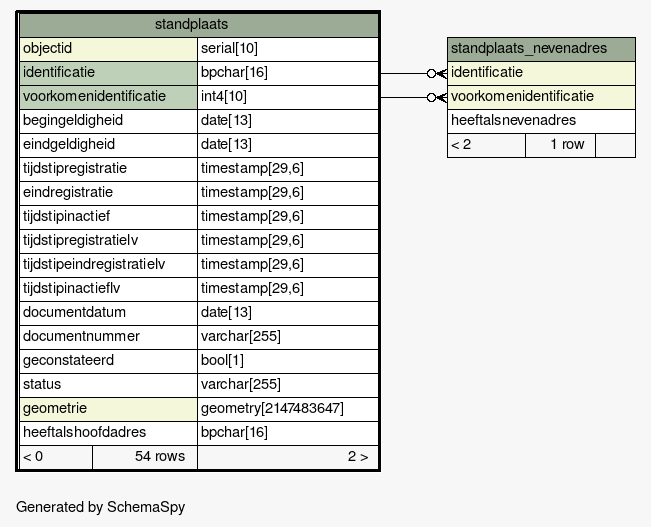 standplaats
objectid serial[10]
identificatie bpchar[16]
voorkomenidentificatie int4[10]
begingeldigheid date[13]
eindgeldigheid date[13]
tijdstipregistratie timestamp[29,6]
eindregistratie timestamp[29,6]
tijdstipinactief timestamp[29,6]
tijdstipregistratielv timestamp[29,6]
tijdstipeindregistratielv timestamp[29,6]
tijdstipinactieflv timestamp[29,6]
documentdatum date[13]
documentnummer varchar[255]
geconstateerd bool[1]
status varchar[255]
geometrie geometry[2147483647]
heeftalshoofdadres bpchar[16]
< 0 54 rows 2 >
standplaats_nevenadres
identificatie
voorkomenidentificatie
heeftalsnevenadres
< 2 1 row
Generated by SchemaSpy